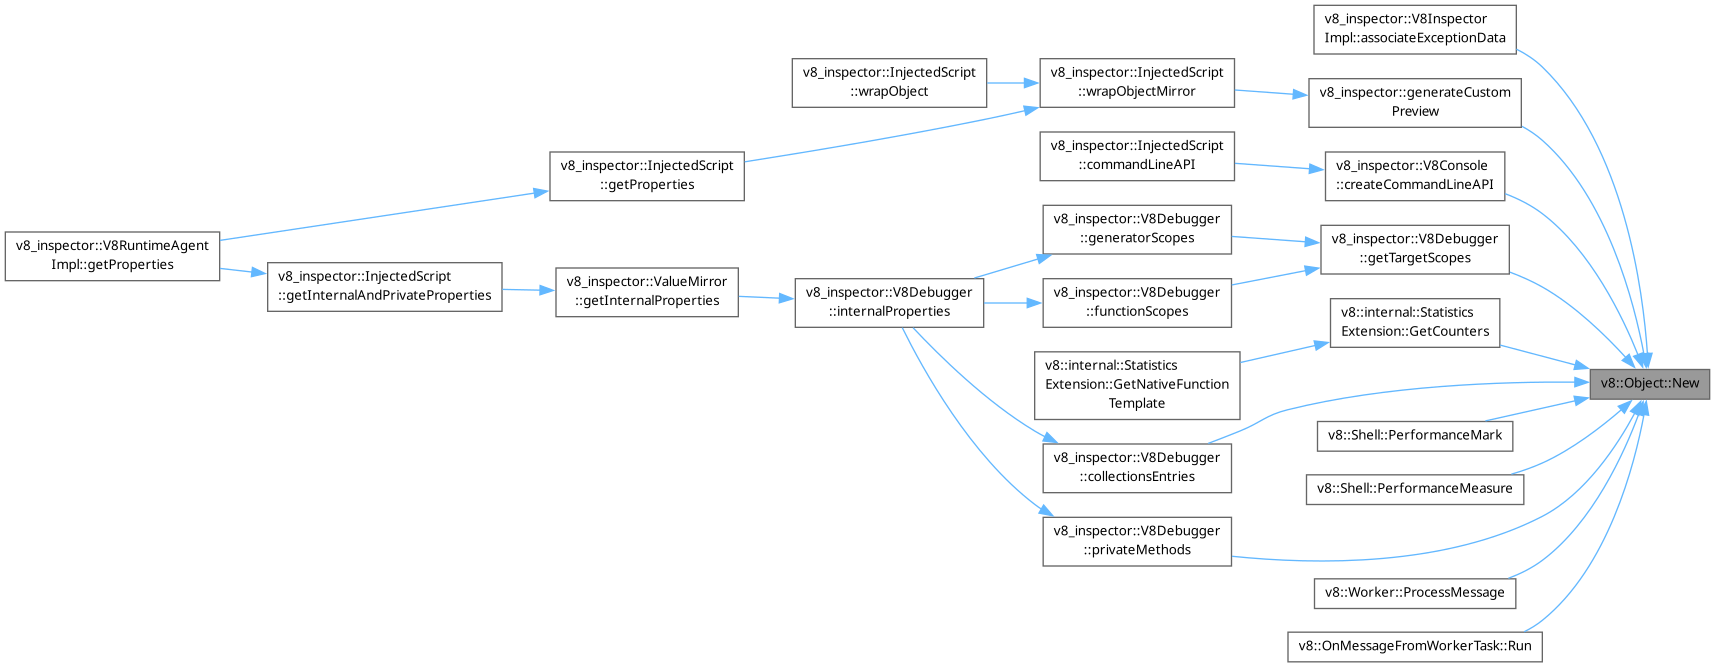 v8_inspector::V8Inspector
Impl::associateExceptionData
v8_inspector::InjectedScript
::wrapObject
v8_inspector::InjectedScript
::wrapObjectMirror
v8_inspector::generateCustom
Preview
v8_inspector::InjectedScript
::commandLineAPI
v8_inspector::V8Console
::createCommandLineAPI
v8_inspector::InjectedScript
::getProperties
v8_inspector::V8RuntimeAgent
Impl::getProperties
v8_inspector::InjectedScript
::getInternalAndPrivateProperties
v8_inspector::ValueMirror
::getInternalProperties
v8_inspector::V8Debugger
::internalProperties
v8_inspector::V8Debugger
::generatorScopes
v8_inspector::V8Debugger
::functionScopes
v8_inspector::V8Debugger
::getTargetScopes
v8::internal::Statistics
Extension::GetCounters
v8::internal::Statistics
Extension::GetNativeFunction
Template
v8::Object::New
v8::Shell::PerformanceMark
v8_inspector::V8Debugger
::collectionsEntries
v8::Shell::PerformanceMeasure
v8_inspector::V8Debugger
::privateMethods
v8::Worker::ProcessMessage
v8::OnMessageFromWorkerTask::Run